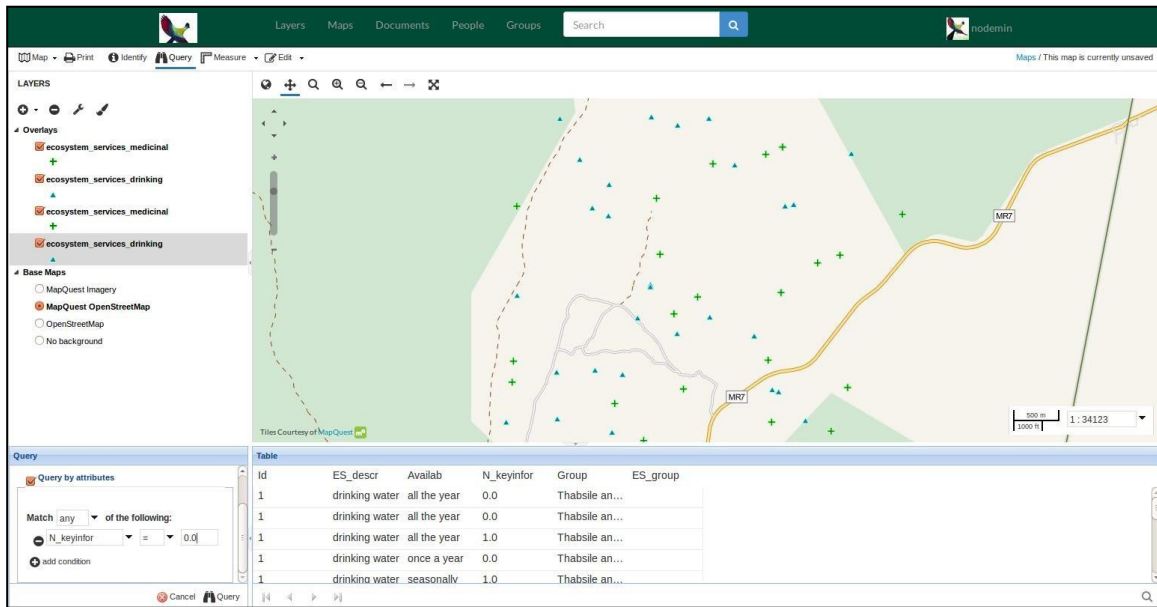 Layers Maps Documents People Groups Search nodemin
Map Print Identify Query Measure Edit Maps / This map is currently unsaved
LAYERS
Overlays
ecosystem_services_medicinal
ecosystem_services_drinking
ecosystem_services_medicinal
ecosystem_services_drinking
Base Maps
MapQuest Imagery
MapQuest OpenStreetMap
OpenStreetMap
No background
MR7
MR7
500 m
1000 ft
1 : 34123
Tiles Courtesy of MapQuest
Query
Query by attributes
Match any of the following:
N_keyinfor = 0.0
add condition
Cancel Query
Table
Id ES_descr Availab N_keyinfor Group ES_group
1 drinking water all the year 0.0 Thabsile an...
1 drinking water all the year 0.0 Thabsile an...
1 drinking water all the year 1.0 Thabsile an...
1 drinking water once a year 0.0 Thabsile an...
1 drinking water seasonally 1.0 Thabsile an...